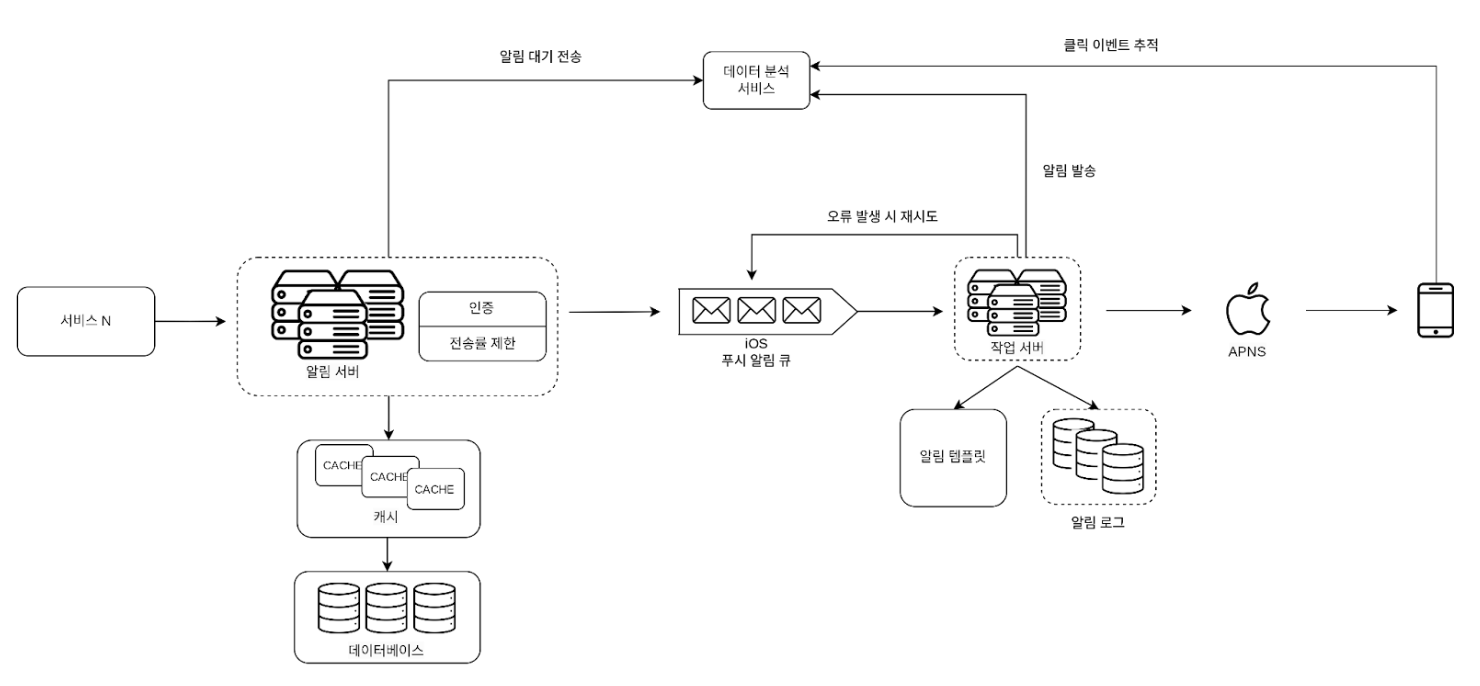 알림 대기 전송
클릭 이벤트 추적
데이터 분석
서비스
알림 발송
오류 발생 시 재시도
서비스 N
인증
전송률 제한
알림 서버
iOS
푸시 알림 큐
작업 서버
APNS
CACHE
CACHE
CACHE
캐시
알림 템플릿
알림 로그
데이터베이스